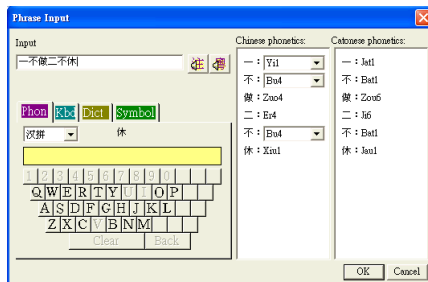 Phrase Input
Input
一不做二不休
注 粤
Chinese phonetics:
一：Yi1
不：Bu4
做：Zuo4
二：Er4
不：Bu4
休：Xiu1
Catonese phonetics:
一：Jat1
不：Bat1
做：Zou6
二：Ji6
不：Bat1
休：Jau1
Phon Kbd Dict Symbol
汉拼 休
1 2 3 4 5 6 7 8 9 0
Q W E R T Y U I O P
A S D F G H J K L
Z X C V B N M
Clear Back
OK Cancel